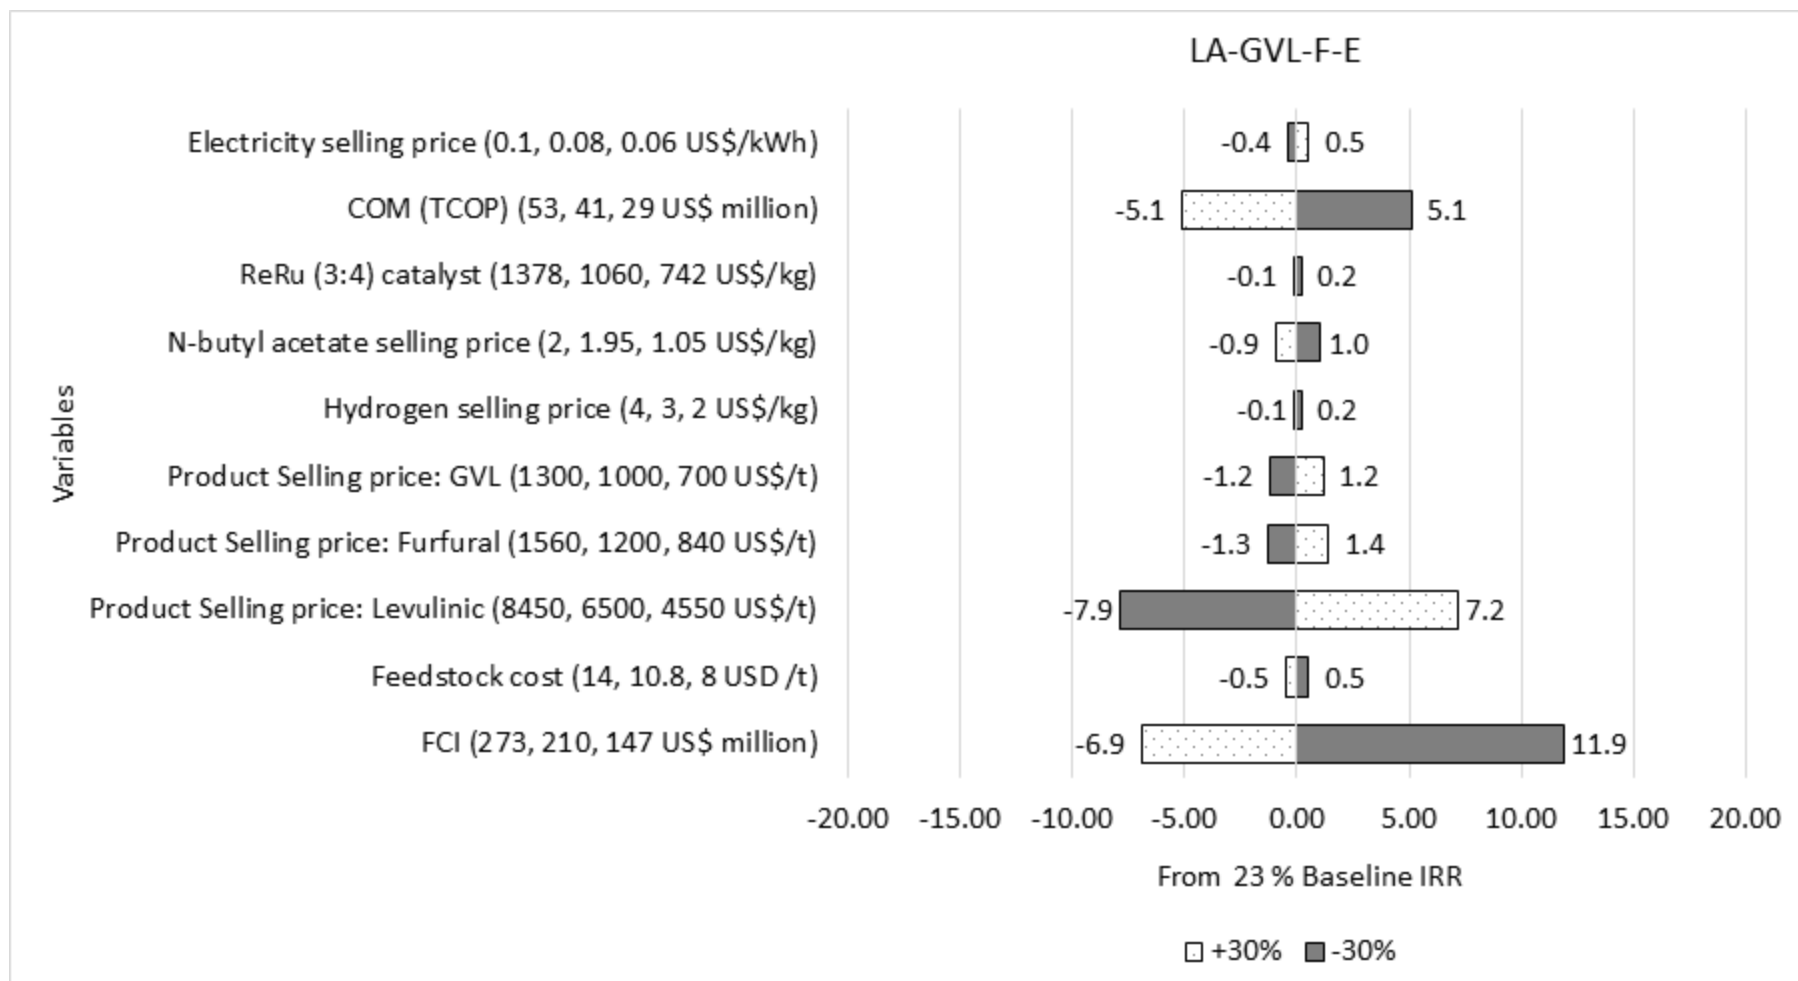 LA-GVL-F-E
Electricity selling price (0.1, 0.08, 0.06 US$/kWh) -0.4 0.5
COM (TCOP) (53, 41, 29 US$ million) -5.1 5.1
ReRu (3:4) catalyst (1378, 1060, 742 US$/kg) -0.1 0.2
N-butyl acetate selling price (2, 1.95, 1.05 US$/kg) -0.9 1.0
Hydrogen selling price (4, 3, 2 US$/kg) -0.1 0.2
Product Selling price: GVL (1300, 1000, 700 US$/t) -1.2 1.2
Product Selling price: Furfural (1560, 1200, 840 US$/t) -1.3 1.4
Product Selling price: Levulinic (8450, 6500, 4550 US$/t) -7.9 7.2
Feedstock cost (14, 10.8, 8 USD /t) -0.5 0.5
FCI (273, 210, 147 US$ million) -6.9 11.9
Variables
-20.00 -15.00 -10.00 -5.00 0.00 5.00 10.00 15.00 20.00
From 23 % Baseline IRR
+30% -30%